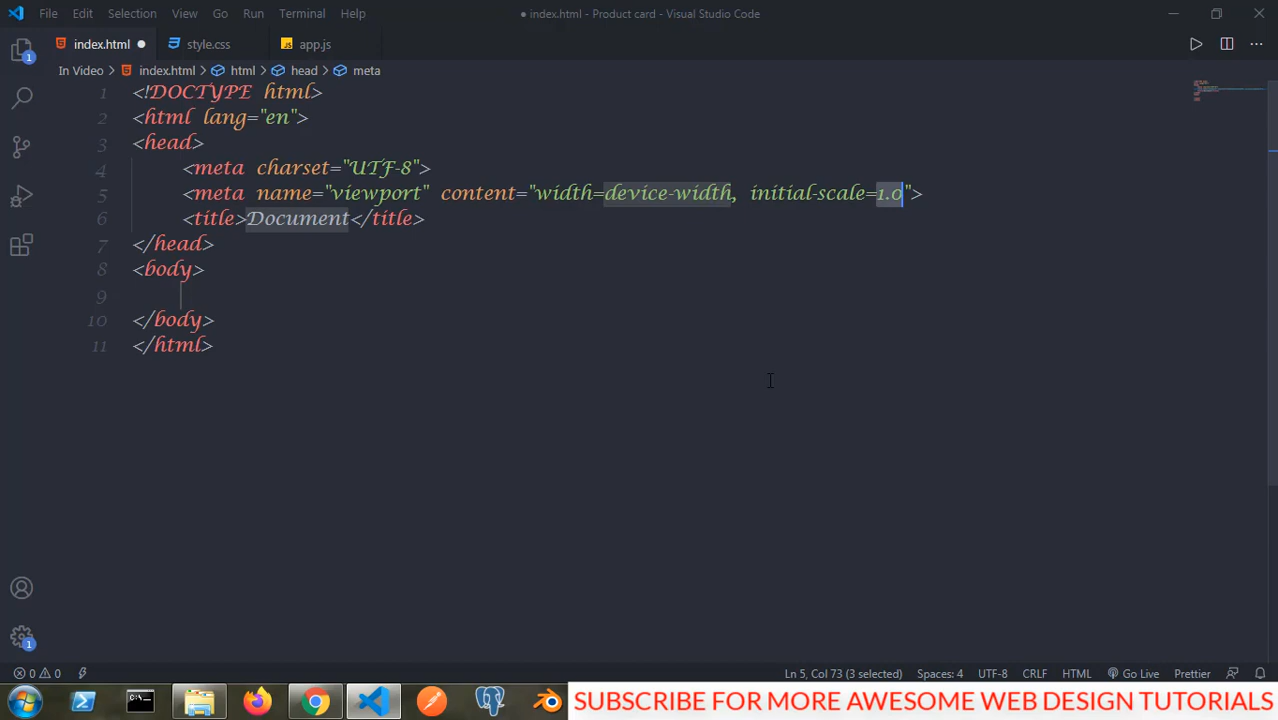 File Edit Selection View Go Run Terminal Help ● index.html - Product card - Visual Studio Code
index.html ● style.css JS app.js
In Video > index.html > html > head > meta
1 <!DOCTYPE html>
2 <html lang="en">
3 <head>
4 <meta charset="UTF-8">
5 <meta name="viewport" content="width=device-width, initial-scale=1.0">
6 <title>Document</title>
7 </head>
8 <body>
9
10 </body>
11 </html>
1
1
0 0 Ln 5, Col 73 (3 selected) Spaces: 4 UTF-8 CRLF HTML Go Live Prettier
SUBSCRIBE FOR MORE AWESOME WEB DESIGN TUTORIALS